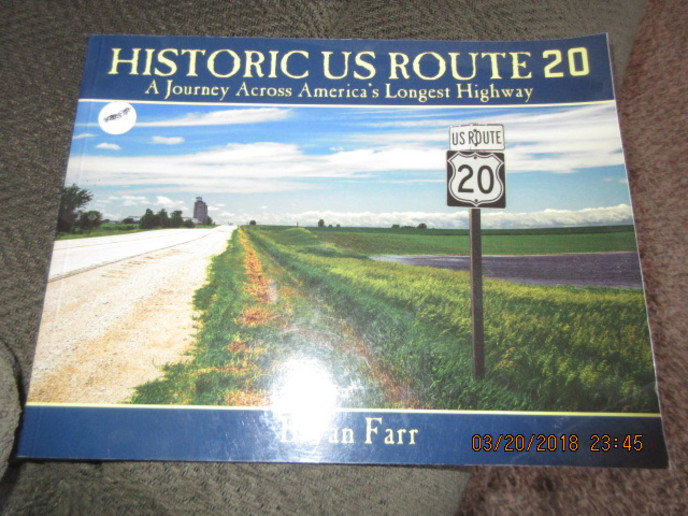 HISTORIC US ROUTE 20
A Journey Across America's Longest Highway
US ROUTE
20
Farr
03/20/2018 23:45